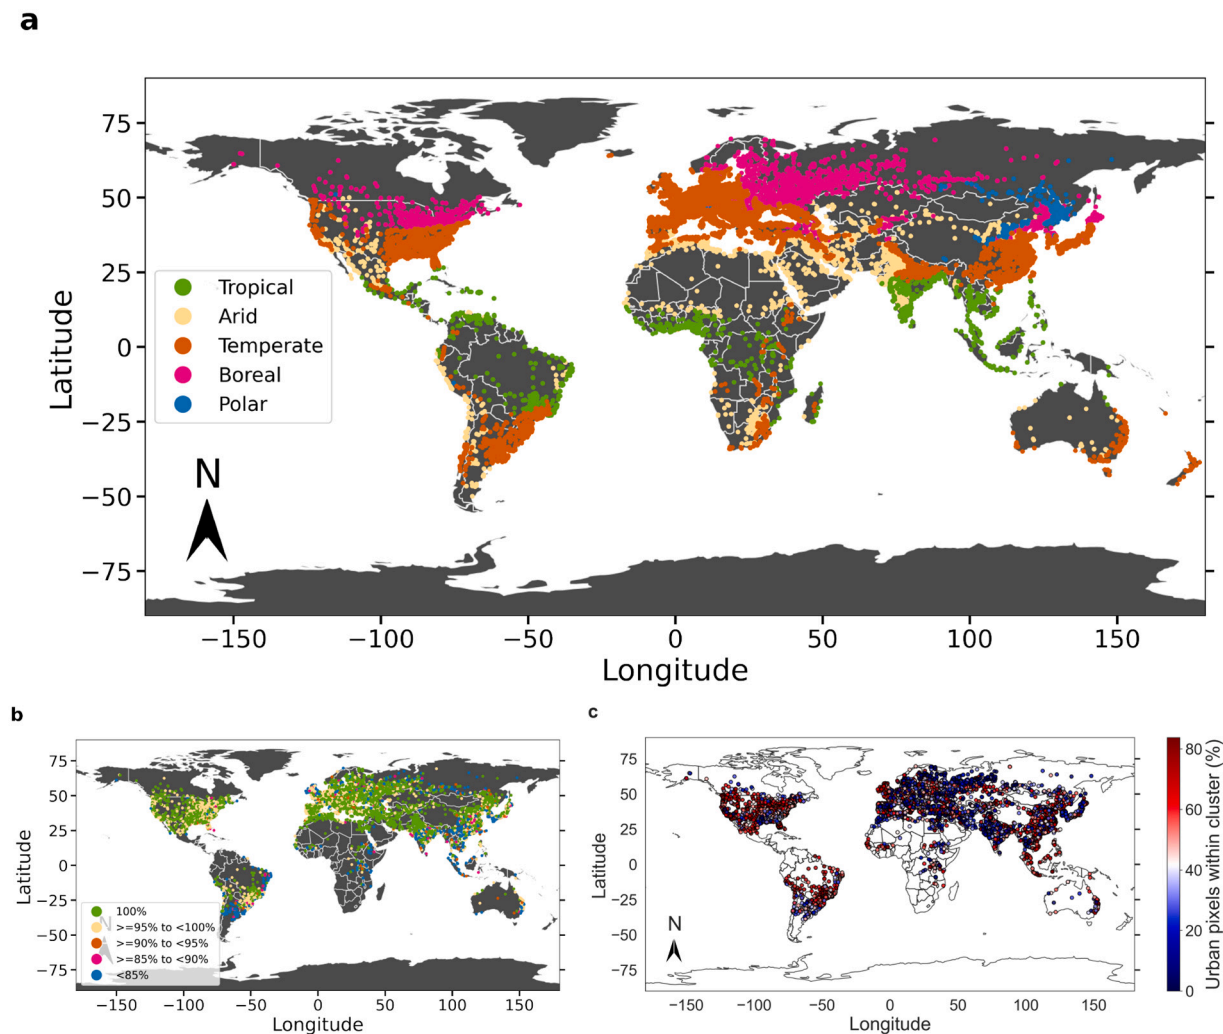 a
75
50
25
0
−25
−50
−75
Latitude
Tropical
Arid
Temperate
Boreal
Polar
N
−150
−100
−50
0
50
100
150
Longitude
b
75
50
25
0
−25
−50
−75
Latitude
N
100%
>=95% to <100%
>=90% to <95%
>=85% to <90%
<85%
−150
−100
−50
0
50
100
150
Longitude
c
75
50
25
0
−25
−50
−75
Latitude
N
−150
−100
−50
0
50
100
150
Longitude
80
60
40
20
0
Urban pixels within cluster (%)